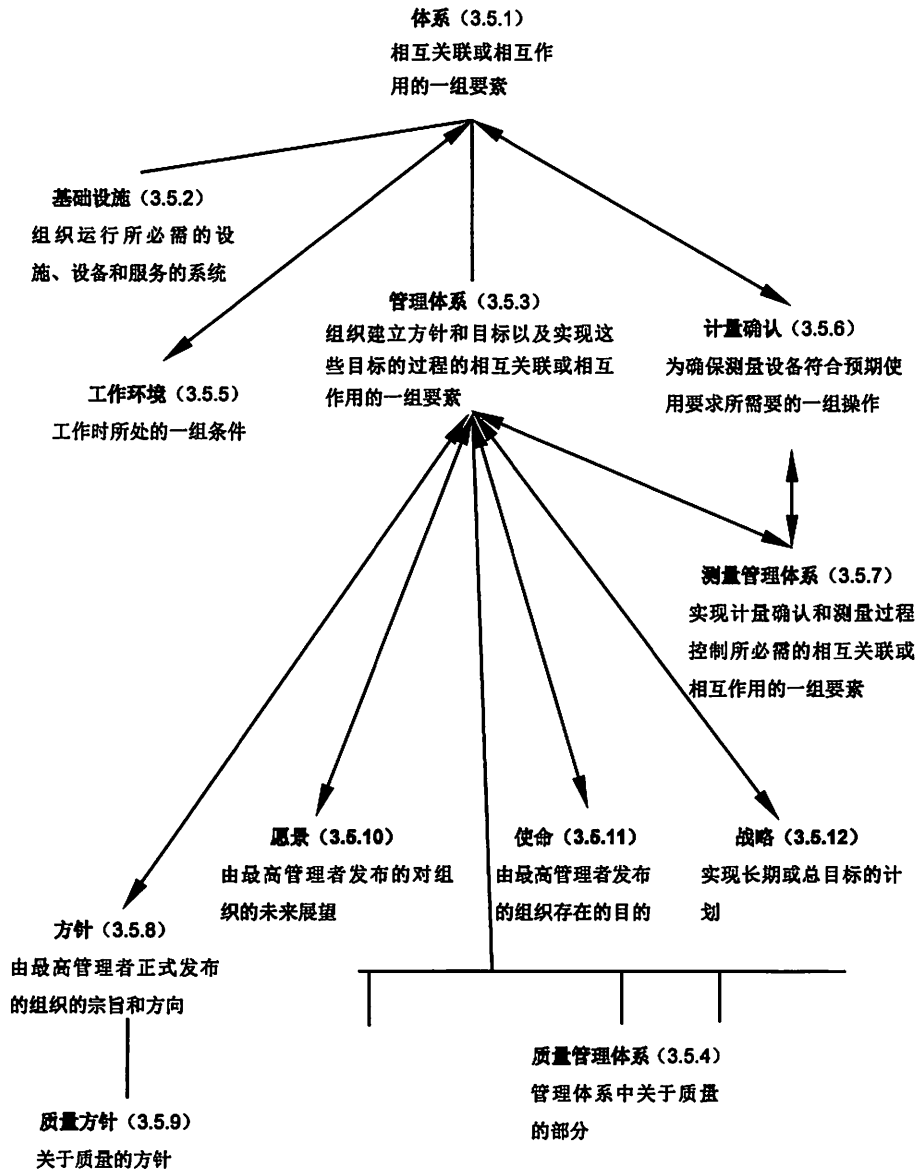 体系（3.5.1）
相互关联或相互作
用的一组要素
基础设施（3.5.2）
组织运行所必需的设
施、设备和服务的系统
管理体系（3.5.3）
组织建立方针和目标以及实现这
些目标的过程的相互关联或相互
作用的一组要素
计量确认（3.5.6）
为确保测量设备符合预期使
用要求所需要的一组操作
工作环境（3.5.5）
工作时所处的一组条件
测量管理体系（3.5.7）
实现计量确认和测量过程
控制所必需的相互关联或
相互作用的一组要素
愿景（3.5.10）
由最高管理者发布的对组
织的未来展望
使命（3.5.11）
由最高管理者发布
的组织存在的目的
战略（3.5.12）
实现长期或总目标的计
划
方针（3.5.8）
由最高管理者正式发布
的组织的宗旨和方向
质量管理体系（3.5.4）
管理体系中关于质量
的部分
质量方针（3.5.9）
关于质量的方针